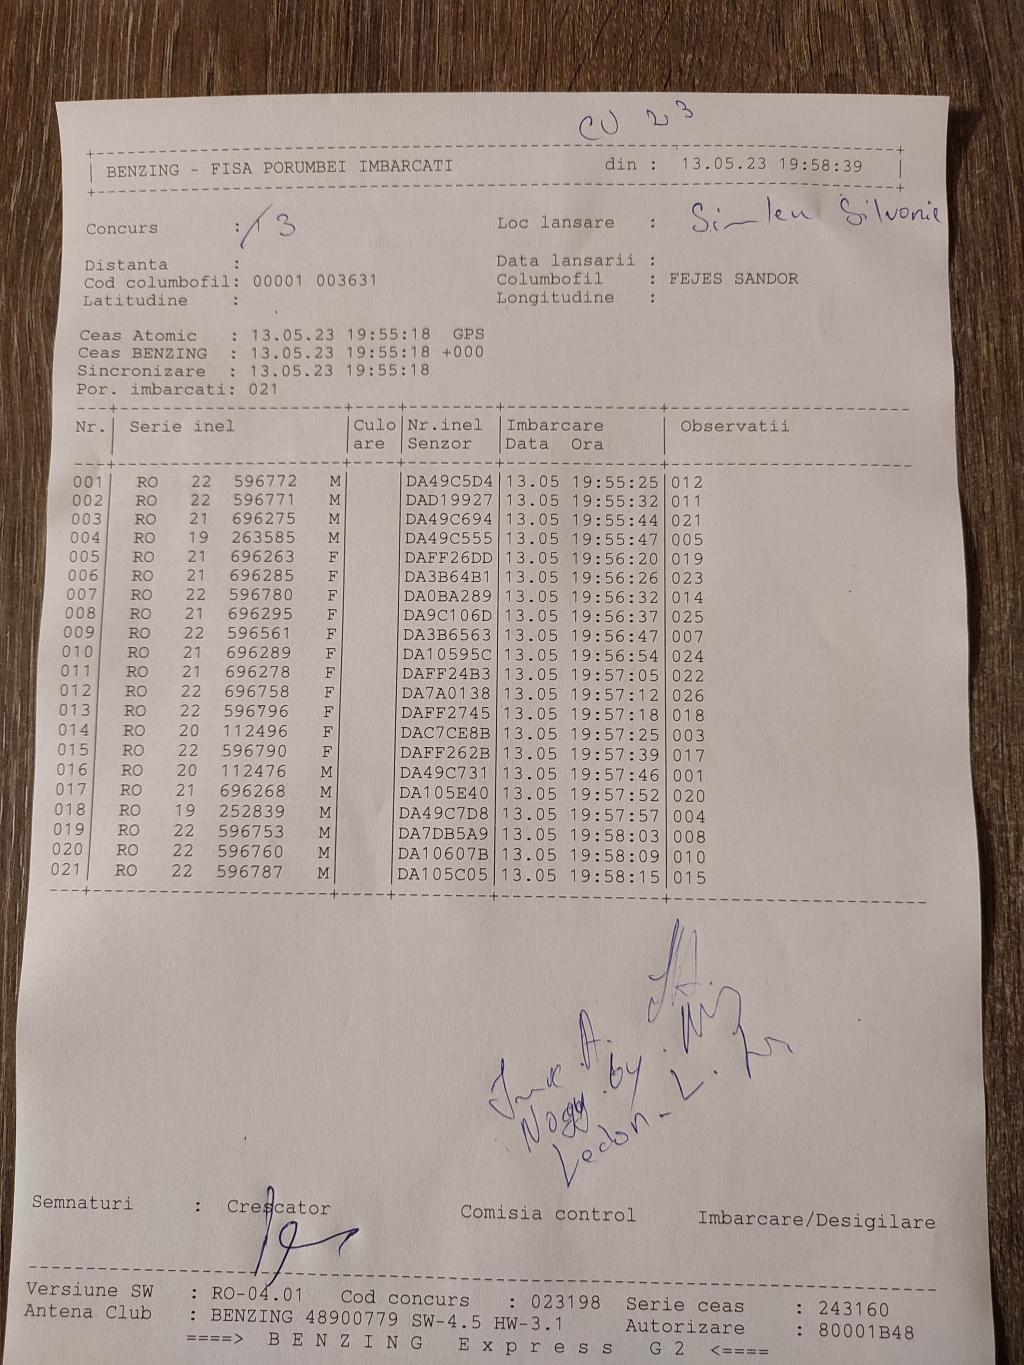 CU 23
BENZING - FISA PORUMBEI IMBARCATI din : 13.05.23 19:58:39
Concurs : 13 Loc lansare : Simleu Silvanie
Distanta : Data lansarii :
Cod columbofil: 00001 003631 Columbofil : FEJES SANDOR
Latitudine : Longitudine :
Ceas Atomic : 13.05.23 19:55:18 GPS
Ceas BENZING : 13.05.23 19:55:18 +000
Sincronizare : 13.05.23 19:55:18
Por. imbarcati: 021
Nr. Serie inel Culo Nr.inel Imbarcare Observatii
are Senzor Data Ora
001 RO 22 596772 M DA49C5D4 13.05 19:55:25 012
002 RO 22 596771 M DAD19927 13.05 19:55:32 011
003 RO 21 696275 M DA49C694 13.05 19:55:44 021
004 RO 19 263585 M DA49C555 13.05 19:55:47 005
005 RO 21 696263 F DAFF26DD 13.05 19:56:20 019
006 RO 21 696285 F DA3B64B1 13.05 19:56:26 023
007 RO 22 596780 F DA0BA289 13.05 19:56:32 014
008 RO 21 696295 F DA9C106D 13.05 19:56:37 025
009 RO 22 596561 F DA3B6563 13.05 19:56:47 007
010 RO 21 696289 F DA10595C 13.05 19:56:54 024
011 RO 21 696278 F DAFF24B3 13.05 19:57:05 022
012 RO 22 696758 F DA7A0138 13.05 19:57:12 026
013 RO 22 596796 F DAFF2745 13.05 19:57:18 018
014 RO 20 112496 F DAC7CE8B 13.05 19:57:25 003
015 RO 22 596790 F DAFF262B 13.05 19:57:39 017
016 RO 20 112476 M DA49C731 13.05 19:57:46 001
017 RO 21 696268 M DA105E40 13.05 19:57:52 020
018 RO 19 252839 M DA49C7D8 13.05 19:57:57 004
019 RO 22 596753 M DA7DB5A9 13.05 19:58:03 008
020 RO 22 596760 M DA10607B 13.05 19:58:09 010
021 RO 22 596787 M DA105C05 13.05 19:58:15 015
Semnaturi : Crescator Comisia control Imbarcare/Desigilare
Versiune SW : RO-04.01 Cod concurs : 023198 Serie ceas : 243160
Antena Club : BENZING 48900779 SW-4.5 HW-3.1 Autorizare : 80001B48
====> B E N Z I N G E x p r e s s G 2 <====